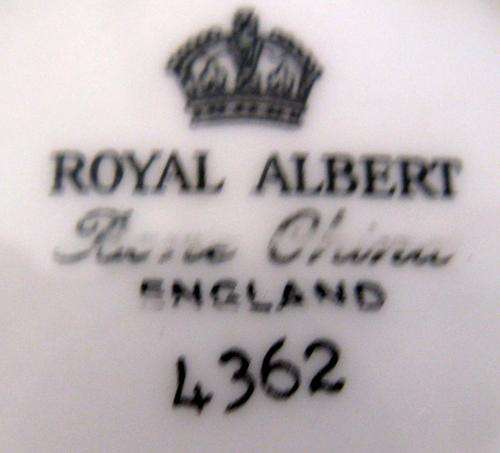 ROYAL ALBERT
Bone China
ENGLAND
4362